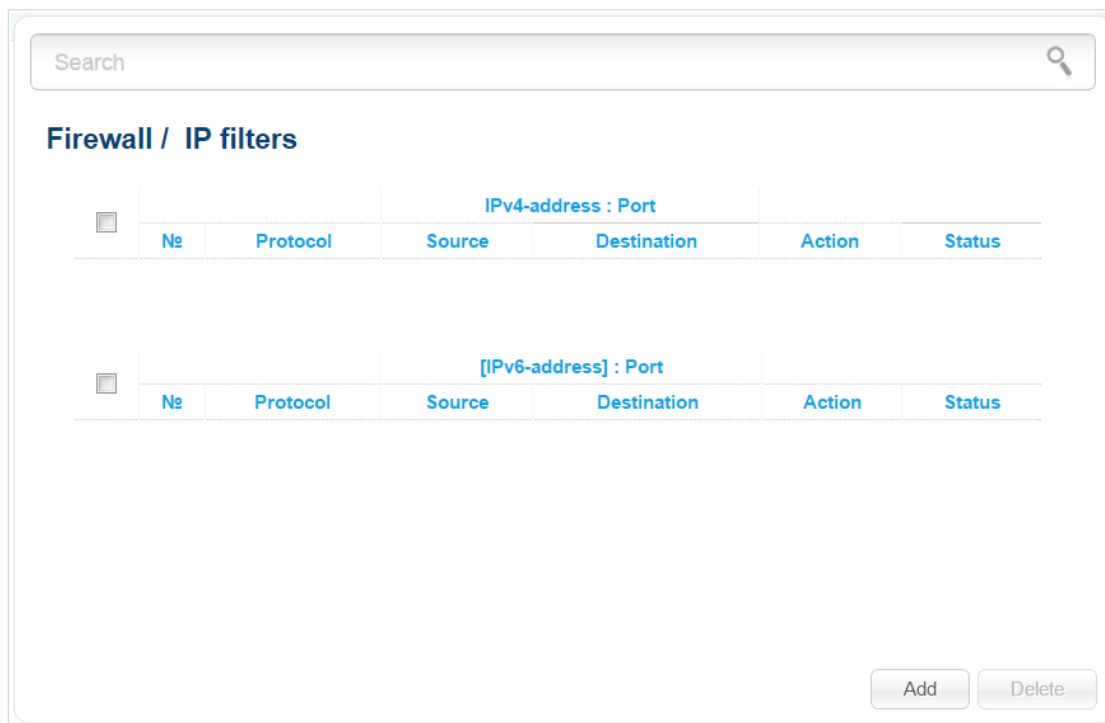 Search
Firewall / IP filters
IPv4-address : Port
№ Protocol Source Destination Action Status
[IPv6-address] : Port
№ Protocol Source Destination Action Status
Add Delete